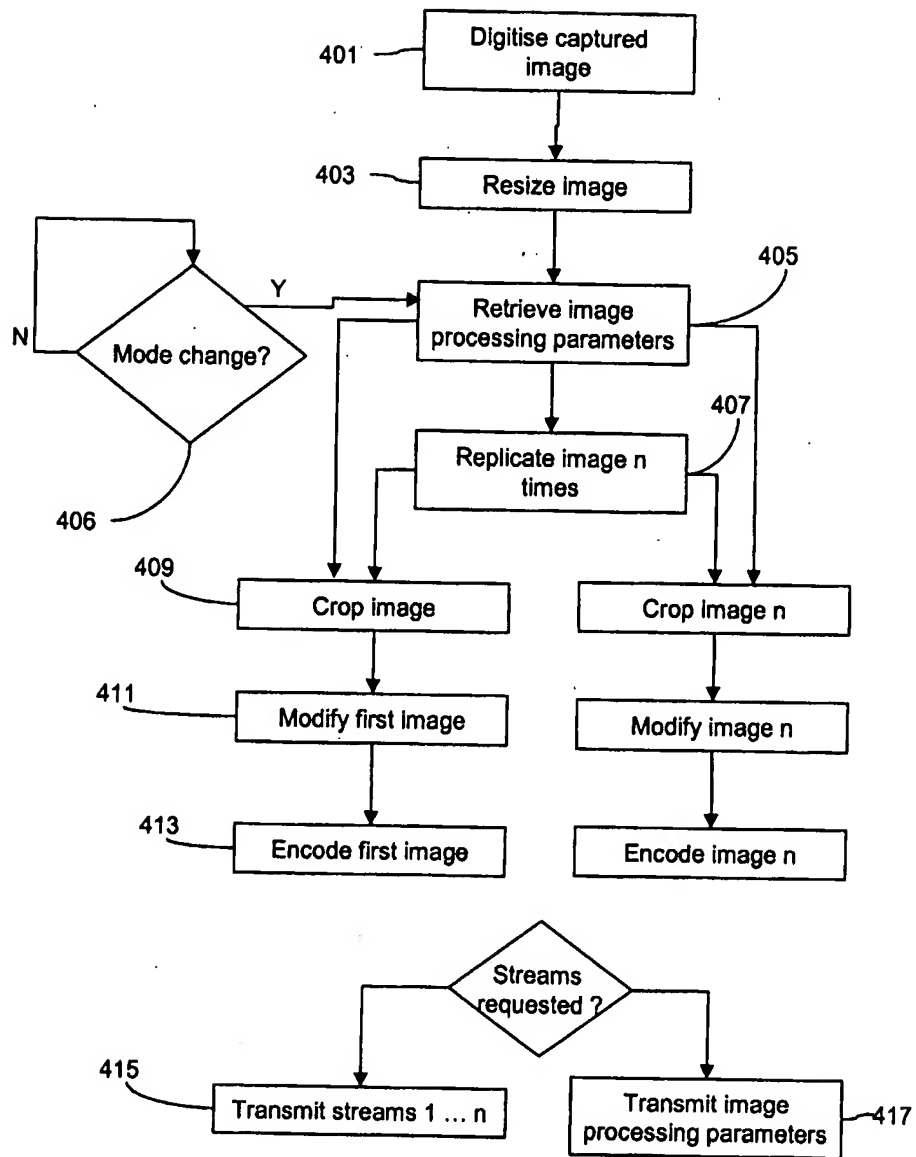 Digitise captured
image
401
Resize image
403
405
Retrieve image
processing parameters
Y
N
Mode change?
407
Replicate image n
times
406
409
Crop image
Crop image n
411
Modify first image
Modify image n
413
Encode first image
Encode image n
Streams
requested ?
415
Transmit streams 1 ... n
Transmit image
processing parameters
417